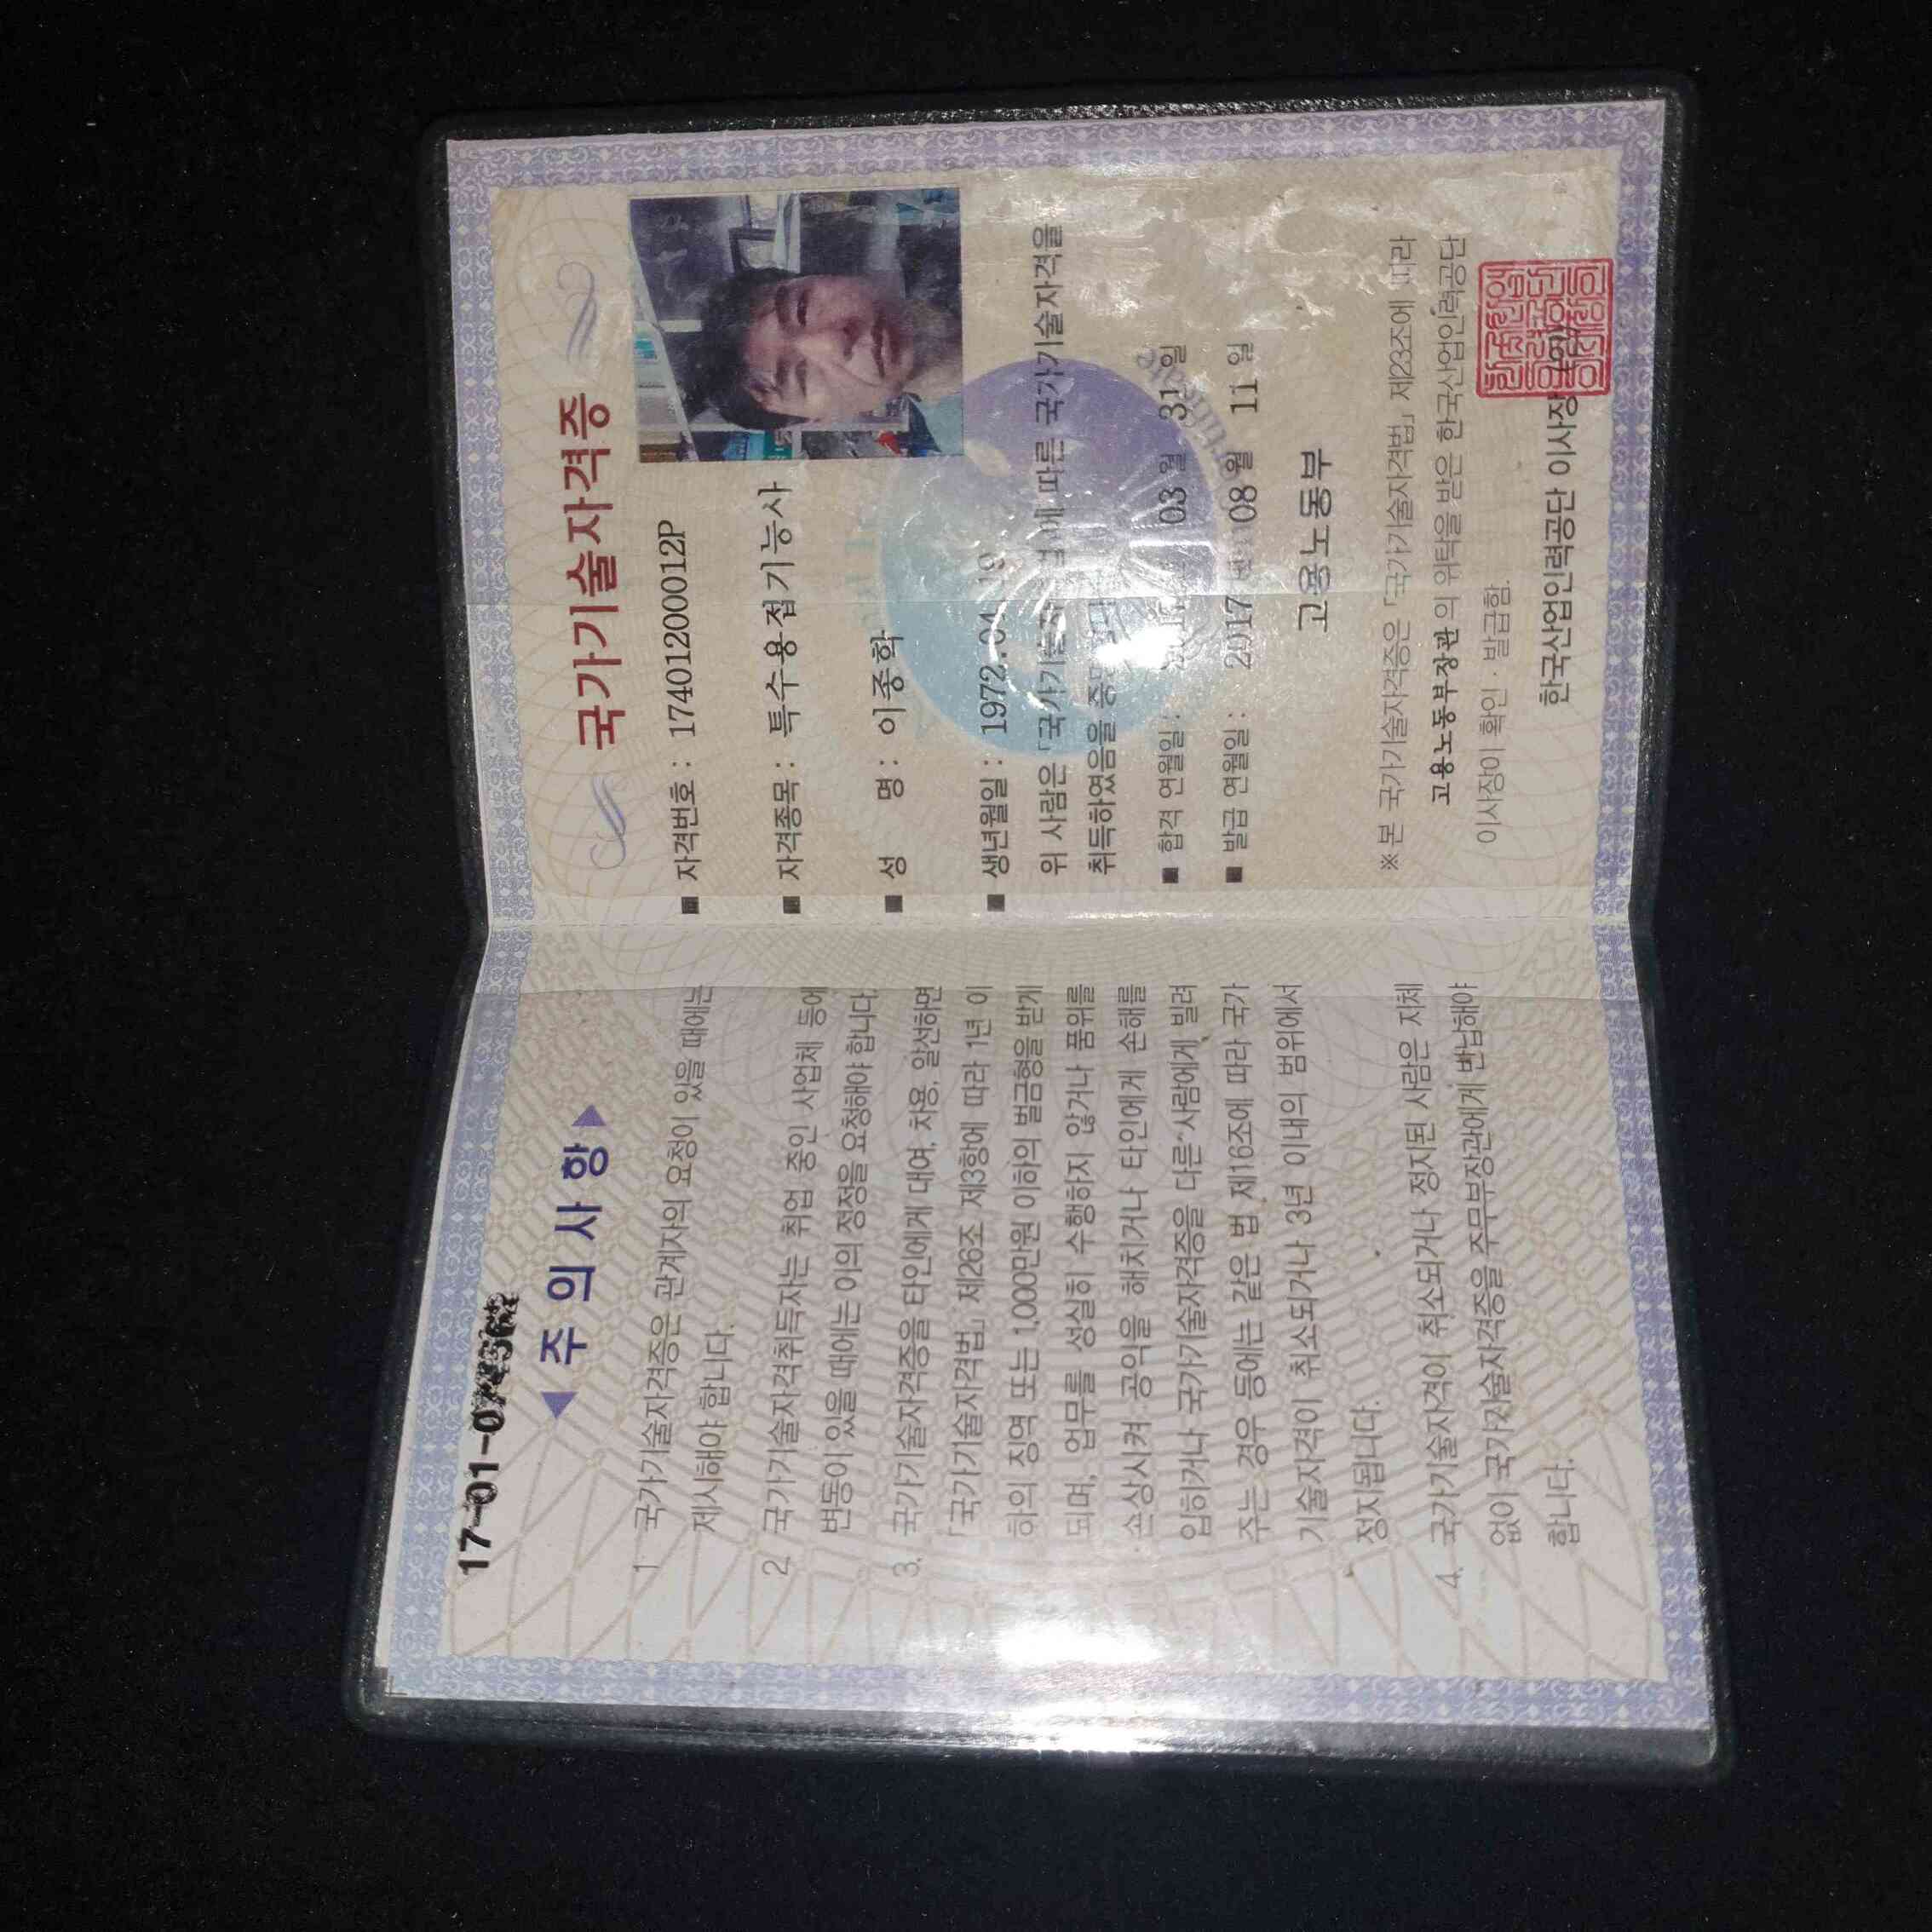 17-01-074568
◀ 주 의 사 항 ▶
1. 국가기술자격증은 관계자의 요청이 있을 때에는
제시해야 합니다.
2. 국가기술자격취득자는 취업 중인 사업체 등에
변동이 있을 때에는 이의 정정을 요청해야 합니다.
3. 국가기술자격증을 타인에게 대여, 차용, 알선하면
「국가기술자격법」 제26조 제3항에 따라 1년 이
하의 징역 또는 1,000만원 이하의 벌금형을 받게
되며, 업무를 성실히 수행하지 않거나 품위를
손상시켜 공익을 해치거나 타인에게 손해를
입히거나 국가기술자격증을 다른 사람에게 빌려
주는 경우 등에는 같은 법 제16조에 따라 국가
기술자격이 취소되거나 3년 이내의 범위에서
정지됩니다.
4. 국가기술자격이 취소되거나 정지된 사람은 지체
없이 국가기술자격증을 주무부장관에게 반납해야
합니다.
국가기술자격증
■ 자격번호 : 17401200012P
■ 자격종목 : 특수용접기능사
■ 성 명 : 이종학
■ 생년월일 : 1972.04.19
위 사람은 「국가기술자격법」에 따른 국가기술자격을
취득하였음을
■ 합격 연월일 : 03 월 31 일
■ 발급 연월일 : 2017 년 08 월 11 일
고용노동부
※ 본 국가기술자격증은 「국가기술자격법」 제23조에 따라
고용노동부장관의 위탁을 받은 한국산업인력공단
이사장이 확인 · 발급함.
한국산업인력공단 이사장